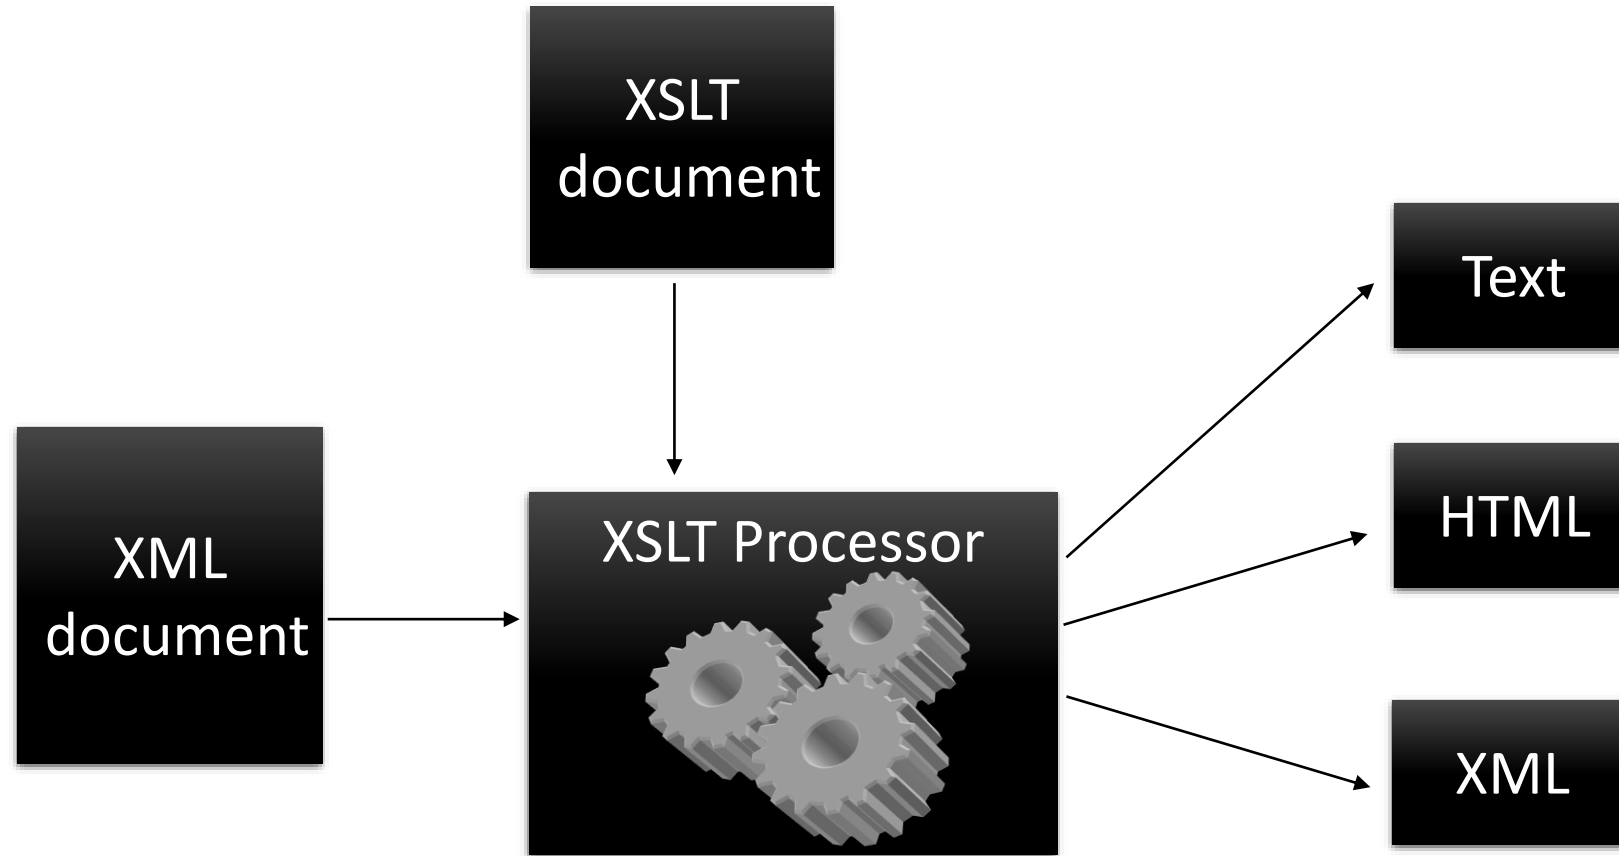 XSLT
document
XML
document
XSLT Processor
Text
HTML
XML